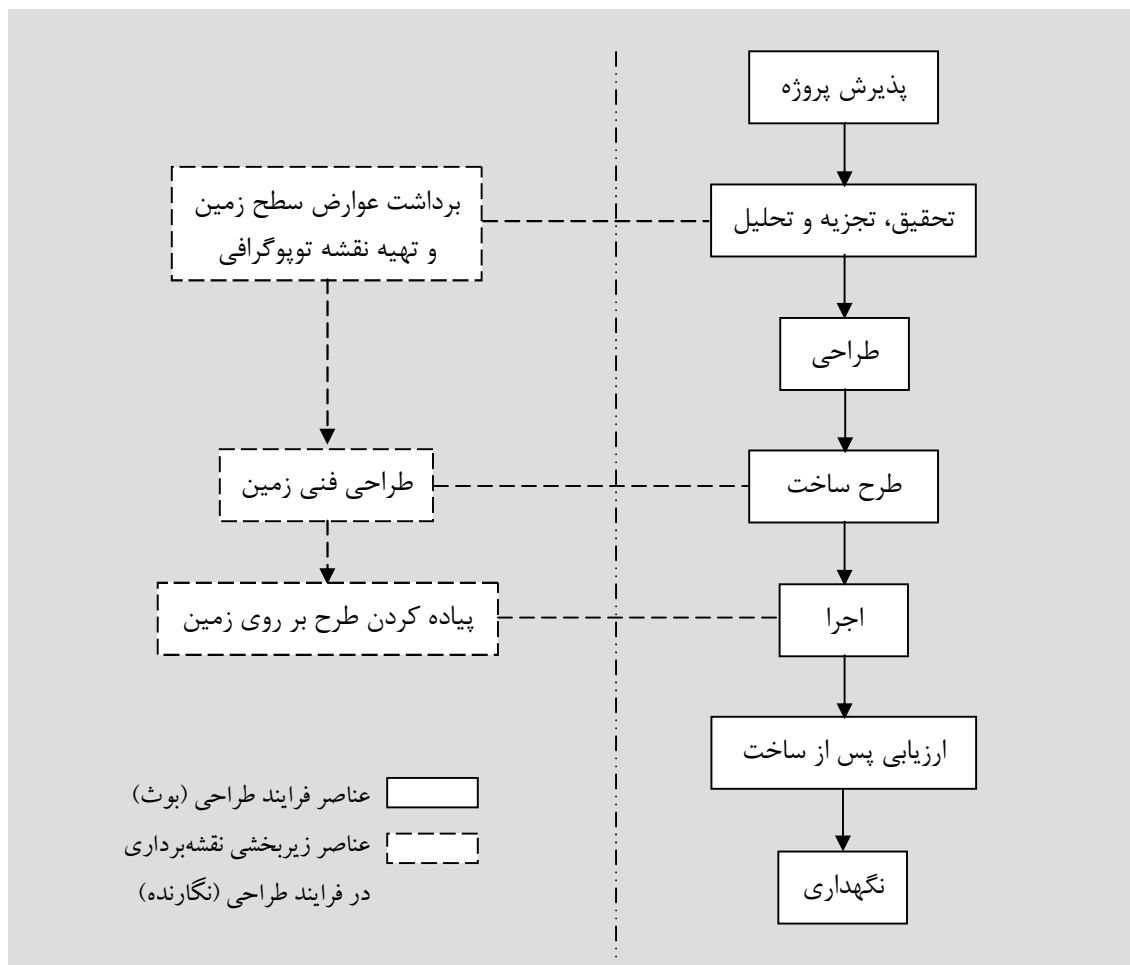 پذیرش پروژه
تحقیق، تجزیه و تحلیل
برداشت عوارض سطح زمین
و تهیه نقشه توپوگرافی
طراحی
طرح ساخت
طراحی فنی زمین
اجرا
پیاده کردن طرح بر روی زمین
ارزیابی پس از ساخت
نگهداری
عناصر فرایند طراحی (بوث)
عناصر زیربخشی نقشه‌برداری
در فرایند طراحی (نگارنده)